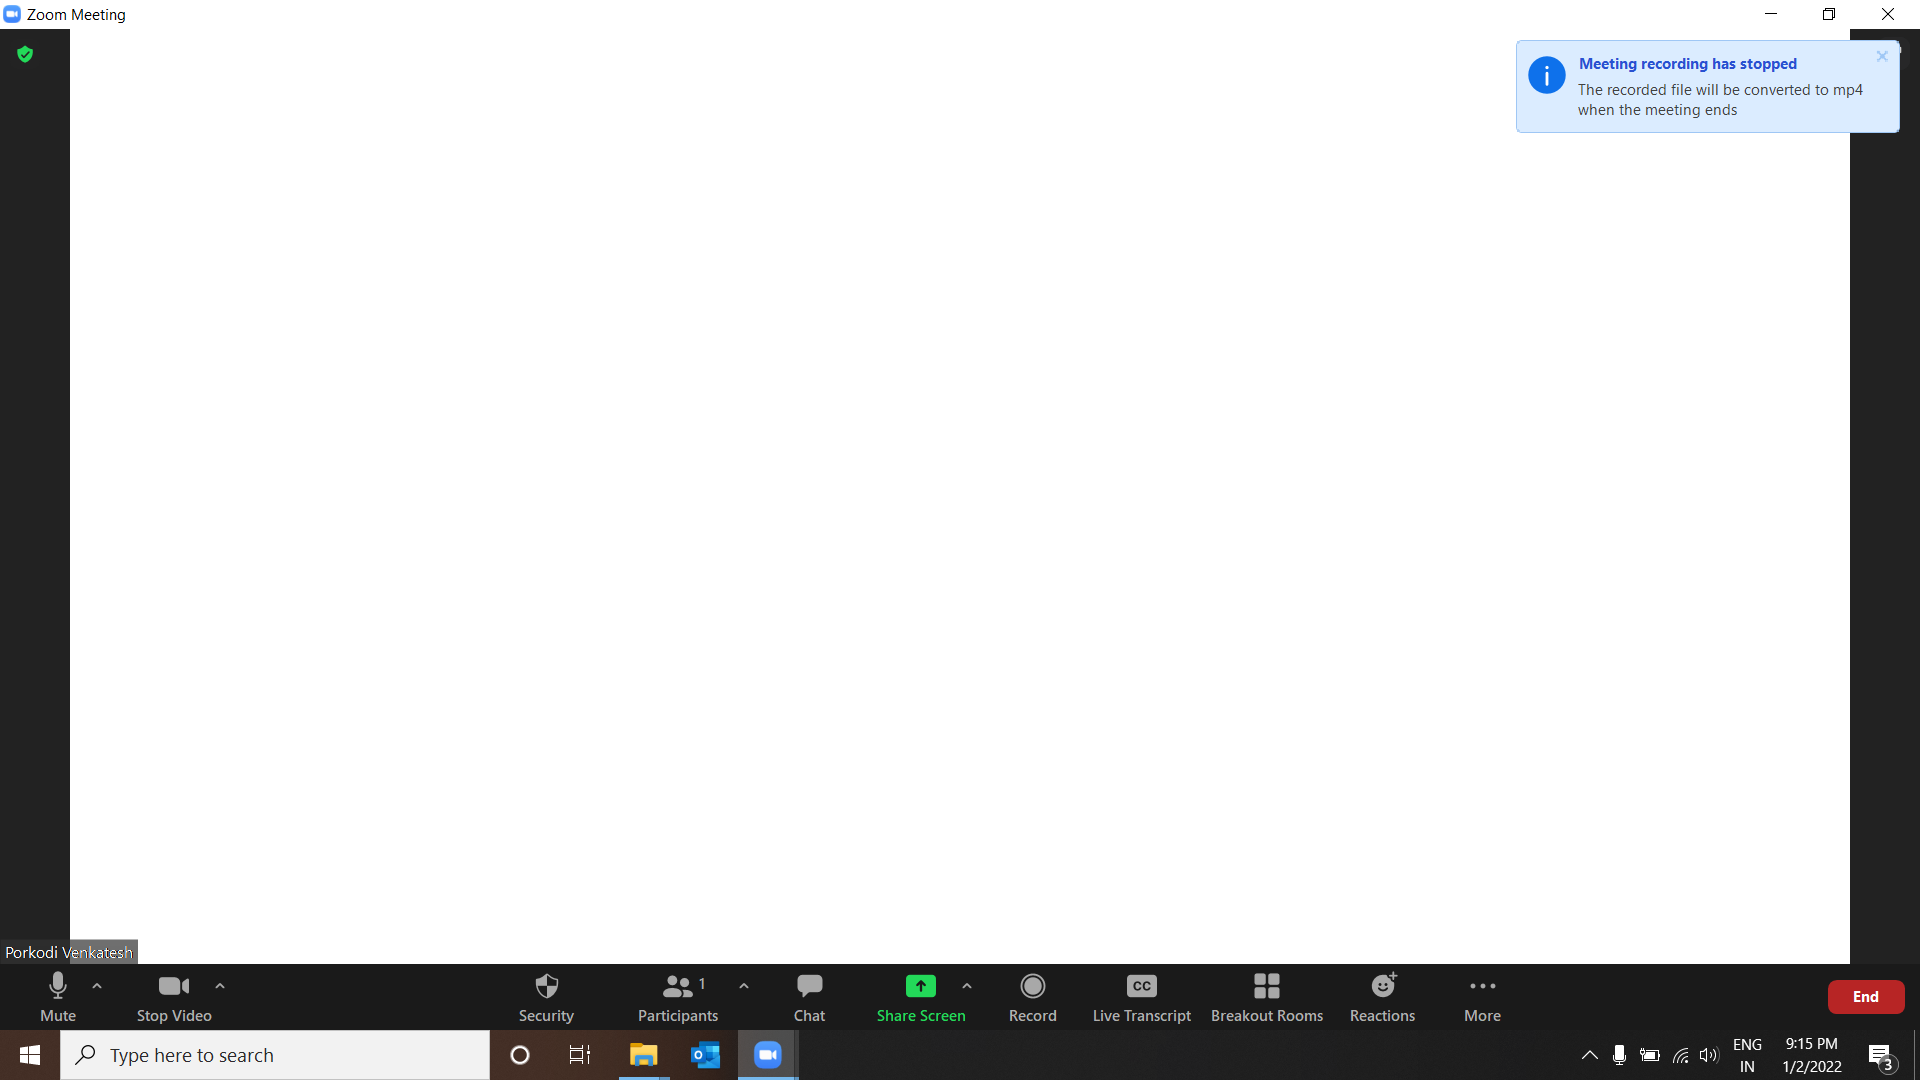 Zoom Meeting
Meeting recording has stopped
The recorded file will be converted to mp4
when the meeting ends
Porkodi Venkatesh
Mute
Stop Video
Security
1
Participants
Chat
Share Screen
Record
CC
Live Transcript
Breakout Rooms
Reactions
More
End
Type here to search
ENG
IN
9:15 PM
1/2/2022
3